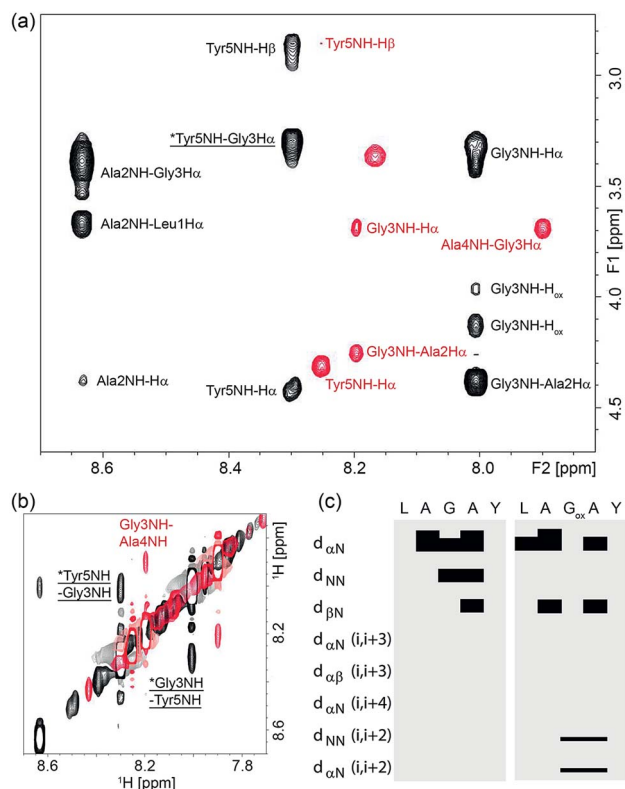 (a)
Tyr5NH-Hβ
Tyr5NH-Hβ
*Tyr5NH-Gly3Hα
Ala2NH-Gly3Hα
Gly3NH-Hα
Ala2NH-Leu1Hα
Gly3NH-Hα
Ala4NH-Gly3Hα
Gly3NH-Hox
Gly3NH-Hox
Gly3NH-Ala2Hα
Ala2NH-Hα
Tyr5NH-Hα
Tyr5NH-Hα
Gly3NH-Ala2Hα
3.0
3.5
4.0
4.5
F1 [ppm]
8.6
8.4
8.2
8.0
F2 [ppm]
(b)
Gly3NH-
Ala4NH
*Tyr5NH
-Gly3NH
*Gly3NH
-Tyr5NH
7.8
8.2
8.6
¹H [ppm]
8.6
8.2
7.8
¹H [ppm]
(c)
L A G A Y
L A Gox A Y
dαN
dNN
dβN
dαN (i,i+3)
dαβ (i,i+3)
dαN (i,i+4)
dNN (i,i+2)
dαN (i,i+2)